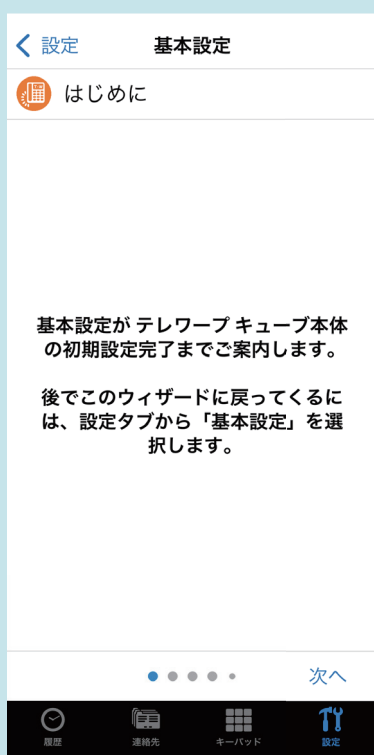 設定
基本設定
はじめに
基本設定が テレワープ キューブ本体
の初期設定完了までご案内します。
後でこのウィザードに戻ってくるに
は、設定タブから「基本設定」を選
択します。
次へ
履歴
連絡先
キーパッド
設定